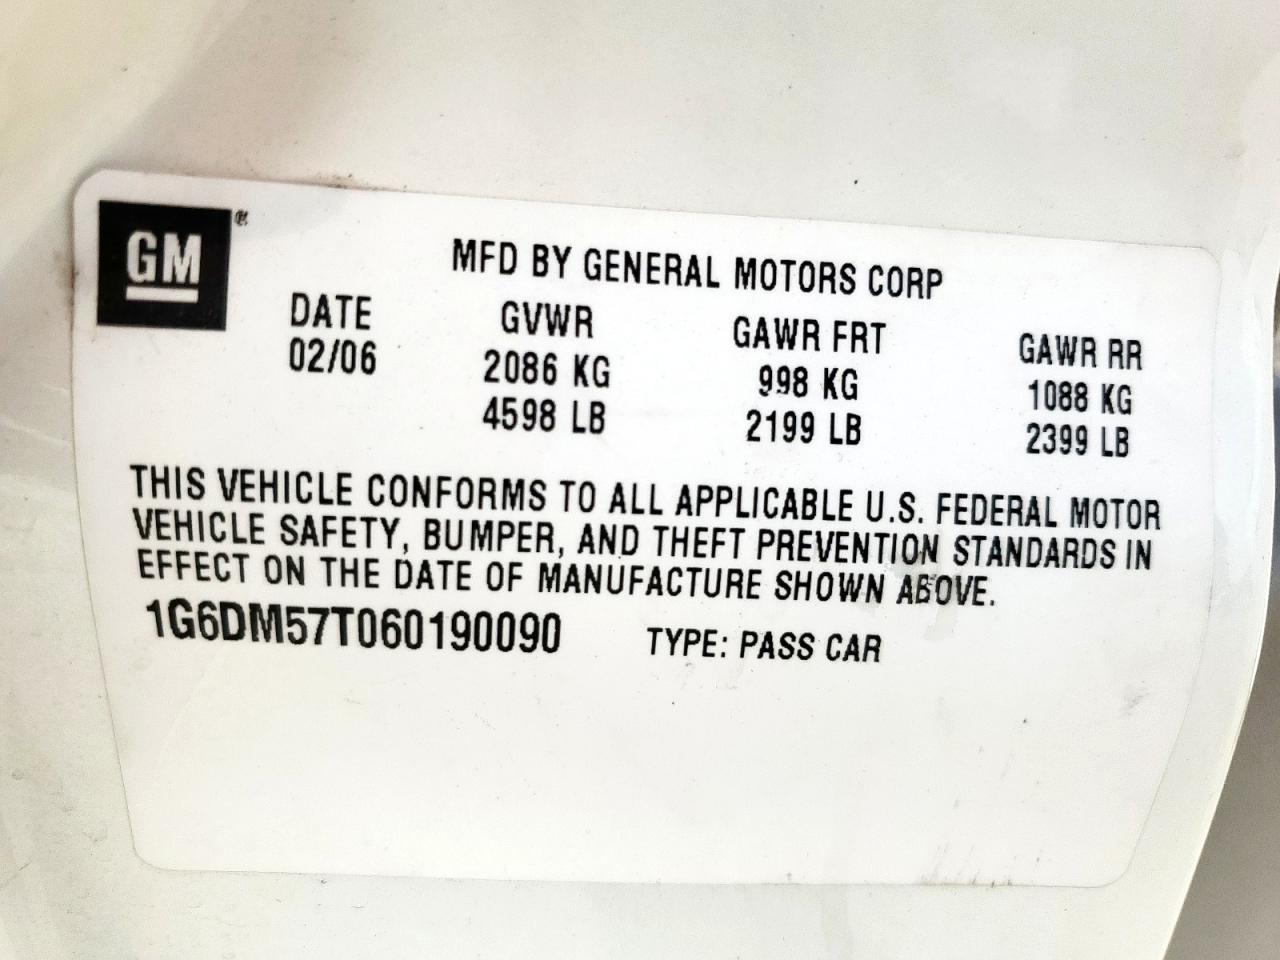 GM®
MFD BY GENERAL MOTORS CORP
DATE GVWR GAWR FRT GAWR RR
02/06 2086 KG 998 KG 1088 KG
4598 LB 2199 LB 2399 LB
THIS VEHICLE CONFORMS TO ALL APPLICABLE U.S. FEDERAL MOTOR
VEHICLE SAFETY, BUMPER, AND THEFT PREVENTION STANDARDS IN
EFFECT ON THE DATE OF MANUFACTURE SHOWN ABOVE.
1G6DM57T060190090 TYPE: PASS CAR